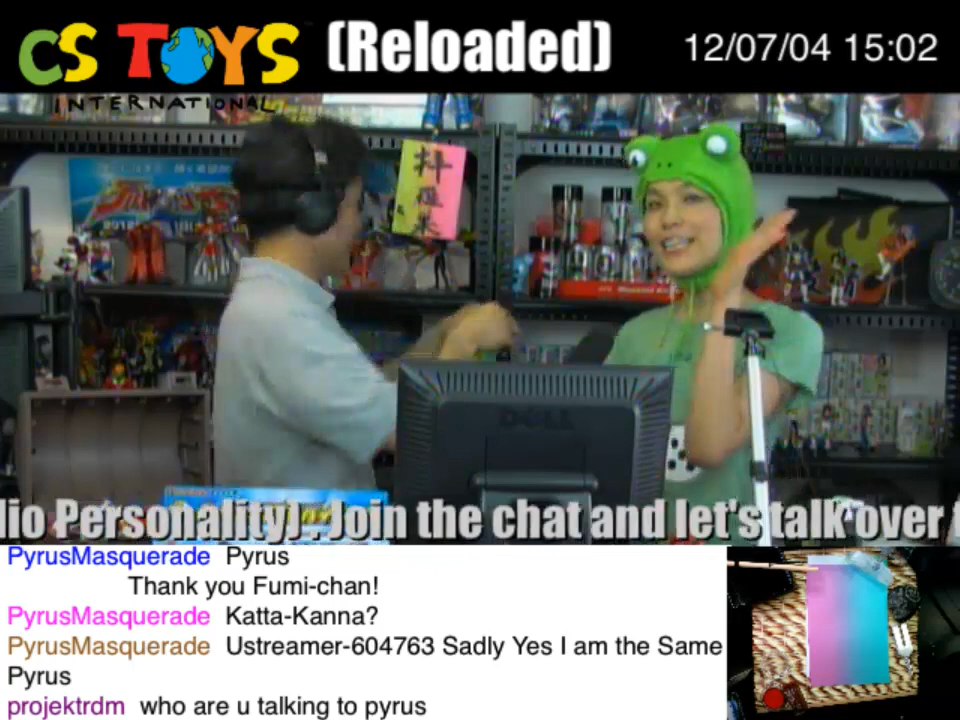 CS TOYS
INTERNATIONAL
(Reloaded)
12/07/04 15:02
DELL
dio Personality)...Join the chat and let's talk over
PyrusMasquerade Pyrus
Thank you Fumi-chan!
PyrusMasquerade Katta-Kanna?
PyrusMasquerade Ustreamer-604763 Sadly Yes I am the Same
Pyrus
projektrdm who are u talking to pyrus